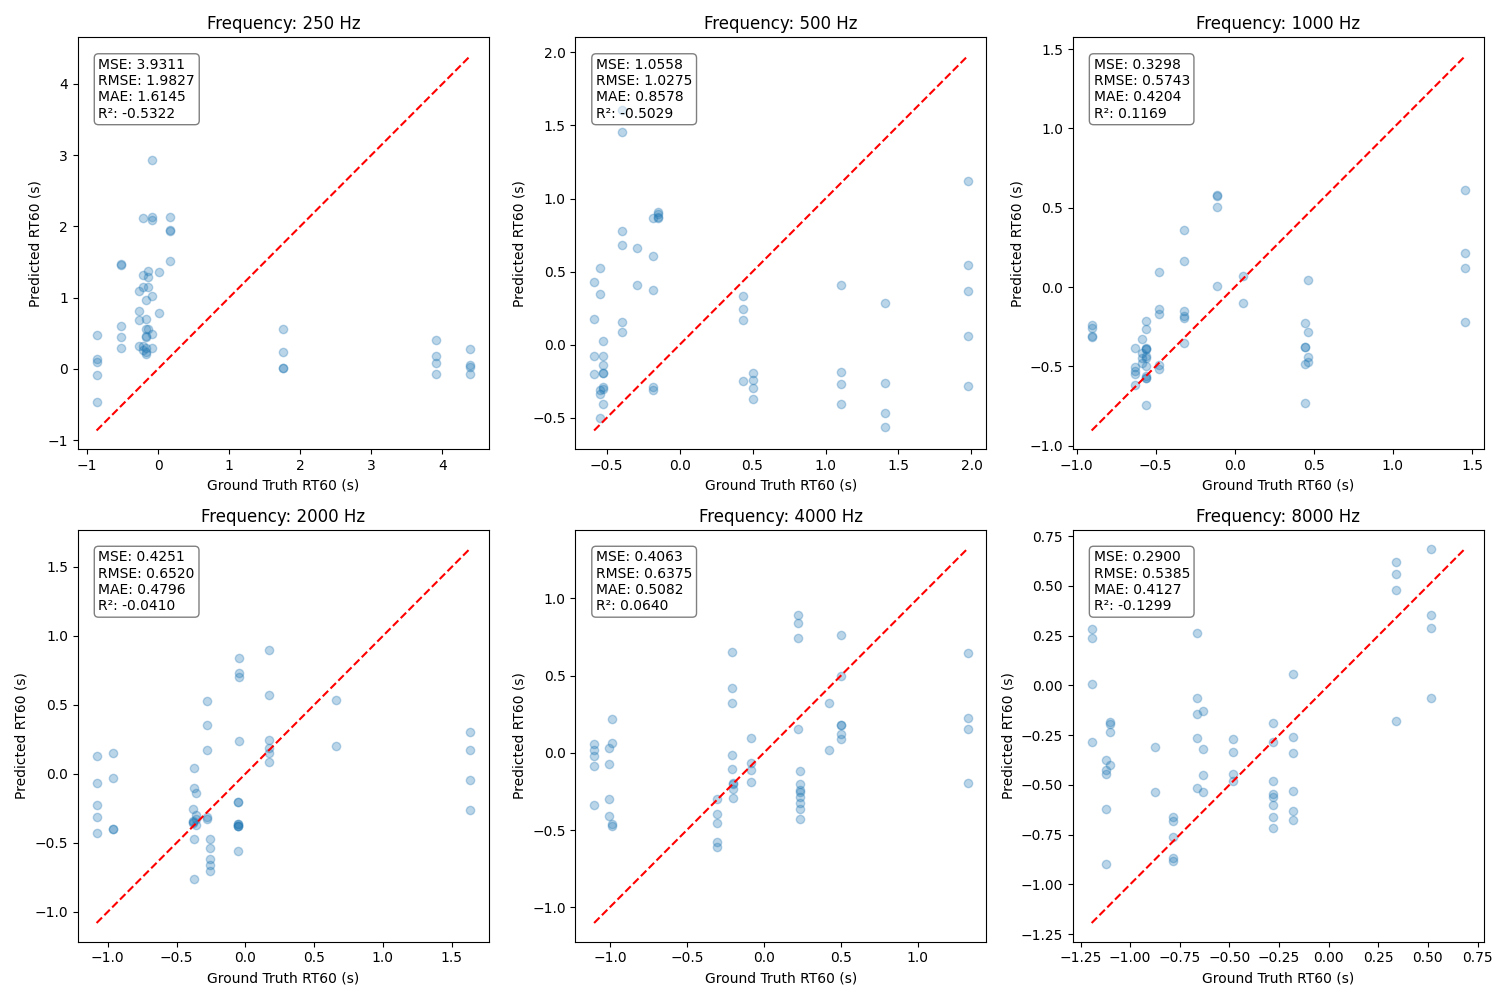 Frequency: 250 Hz
MSE: 3.9311
RMSE: 1.9827
MAE: 1.6145
R²: -0.5322
Predicted RT60 (s)
4
3
2
1
0
−1
−1 0 1 2 3 4
Ground Truth RT60 (s)
Frequency: 500 Hz
MSE: 1.0558
RMSE: 1.0275
MAE: 0.8578
R²: -0.5029
Predicted RT60 (s)
2.0
1.5
1.0
0.5
0.0
−0.5
−0.5 0.0 0.5 1.0 1.5 2.0
Ground Truth RT60 (s)
Frequency: 1000 Hz
MSE: 0.3298
RMSE: 0.5743
MAE: 0.4204
R²: 0.1169
Predicted RT60 (s)
1.5
1.0
0.5
0.0
−0.5
−1.0
−1.0 −0.5 0.0 0.5 1.0 1.5
Ground Truth RT60 (s)
Frequency: 2000 Hz
MSE: 0.4251
RMSE: 0.6520
MAE: 0.4796
R²: -0.0410
Predicted RT60 (s)
1.5
1.0
0.5
0.0
−0.5
−1.0
−1.0 −0.5 0.0 0.5 1.0 1.5
Ground Truth RT60 (s)
Frequency: 4000 Hz
MSE: 0.4063
RMSE: 0.6375
MAE: 0.5082
R²: 0.0640
Predicted RT60 (s)
1.0
0.5
0.0
−0.5
−1.0
−1.0 −0.5 0.0 0.5 1.0
Ground Truth RT60 (s)
Frequency: 8000 Hz
MSE: 0.2900
RMSE: 0.5385
MAE: 0.4127
R²: -0.1299
Predicted RT60 (s)
0.75
0.50
0.25
0.00
−0.25
−0.50
−0.75
−1.00
−1.25
−1.25 −1.00 −0.75 −0.50 −0.25 0.00 0.25 0.50 0.75
Ground Truth RT60 (s)